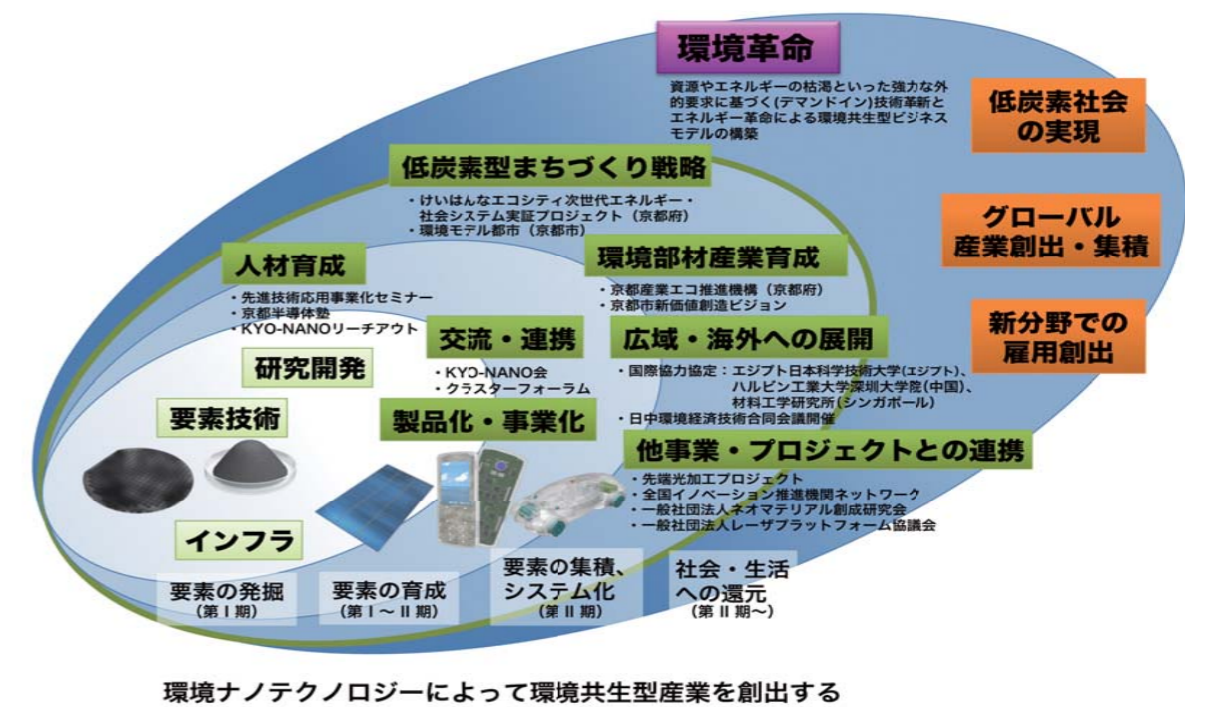 環境革命
資源やエネルギーの枯渇といった強力な外
的要求に基づく(デマンドイン)技術革新と
エネルギー革命による環境共生型ビジネス
モデルの構築
低炭素社会
の実現
グローバル
産業創出・集積
新分野での
雇用創出
低炭素型まちづくり戦略
・けいはんなエコシティ次世代エネルギー・
社会システム実証プロジェクト（京都府）
・環境モデル都市（京都市）
人材育成
・先進技術応用事業化セミナー
・京都半導体塾
・KYO-NANOリーチアウト
環境部材産業育成
・京都産業エコ推進機構（京都府）
・京都市新価値創造ビジョン
交流・連携
・KYO-NANO会
・クラスターフォーラム
広域・海外への展開
・国際協力協定：エジプト日本科学技術大学(エジプト)、
ハルビン工業大学深圳大学院(中国)、
材料工学研究所(シンガポール)
・日中環境経済技術合同会議開催
研究開発
要素技術
製品化・事業化
他事業・プロジェクトとの連携
・先端光加工プロジェクト
・全国イノベーション推進機関ネットワーク
・一般社団法人ネオマテリアル創成研究会
・一般社団法人レーザプラットフォーム協議会
インフラ
要素の発掘
（第 I 期）
要素の育成
（第 I ～ II 期）
要素の集積、
システム化
（第 II 期）
社会・生活
への還元
（第 II 期～）
環境ナノテクノロジーによって環境共生型産業を創出する